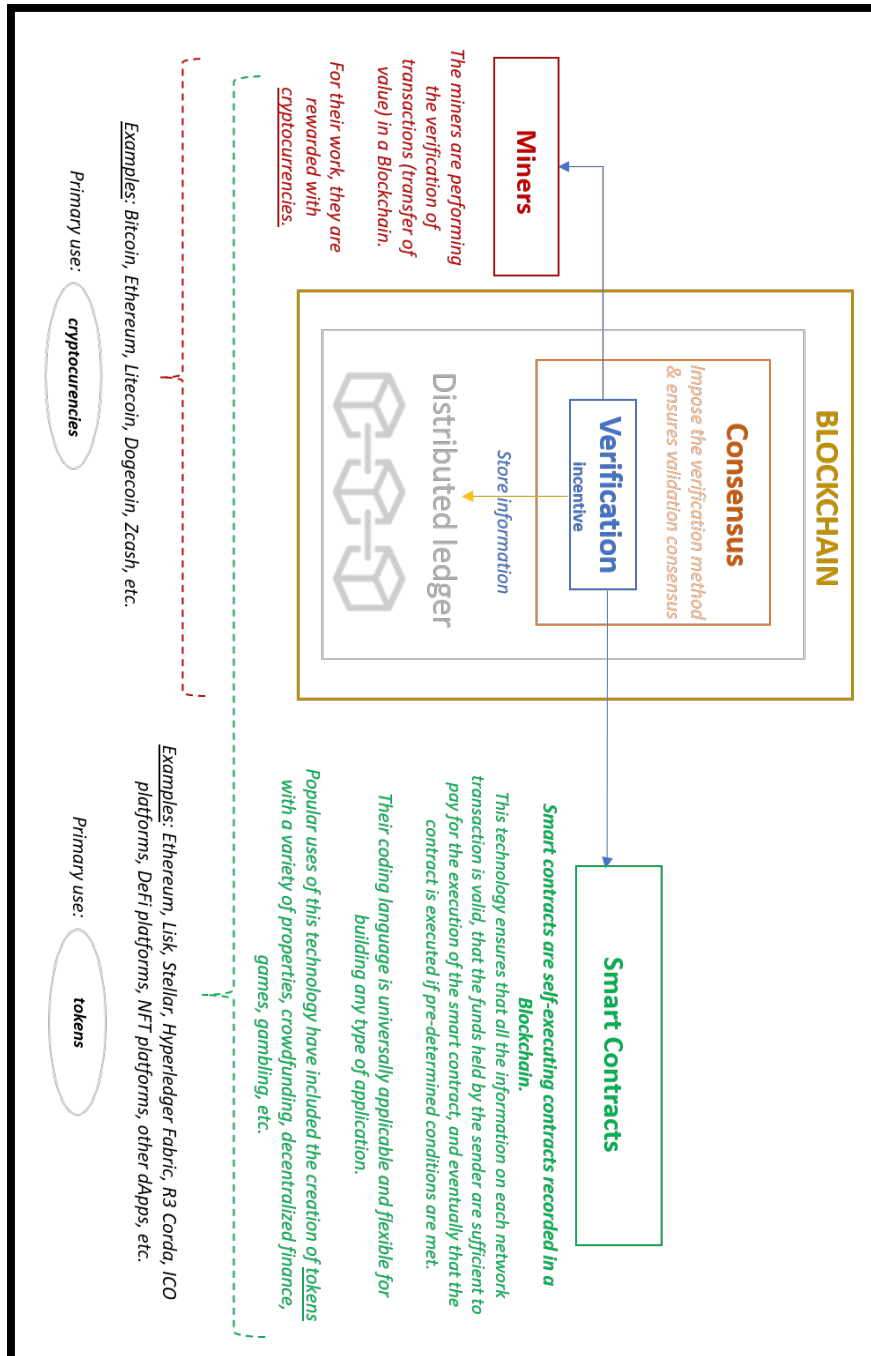 BLOCKCHAIN
Consensus
Impose the verification method
& ensures validation consensus
Verification
incentive
Store information
Distributed ledger
Miners
The miners are performing
the verification of
transactions (transfer of
value) in a Blockchain.
For their work, they are
rewarded with
cryptocurrencies.
Examples: Bitcoin, Ethereum, Litecoin, Dogecoin, Zcash, etc.
Primary use:
cryptocurencies
Smart Contracts
Smart contracts are self-executing contracts recorded in a
Blockchain.
This technology ensures that all the information on each network
transaction is valid, that the funds held by the sender are sufficient to
pay for the execution of the smart contract, and eventually that the
contract is executed if pre-determined conditions are met.
Their coding language is universally applicable and flexible for
building any type of application.
Popular uses of this technology have included the creation of tokens
with a variety of properties, crowdfunding, decentralized finance,
games, gambling, etc.
Examples: Ethereum, Lisk, Stellar, Hyperledger Fabric, R3 Corda, ICO
platforms, DeFi platforms, NFT platforms, other dApps, etc.
Primary use:
tokens